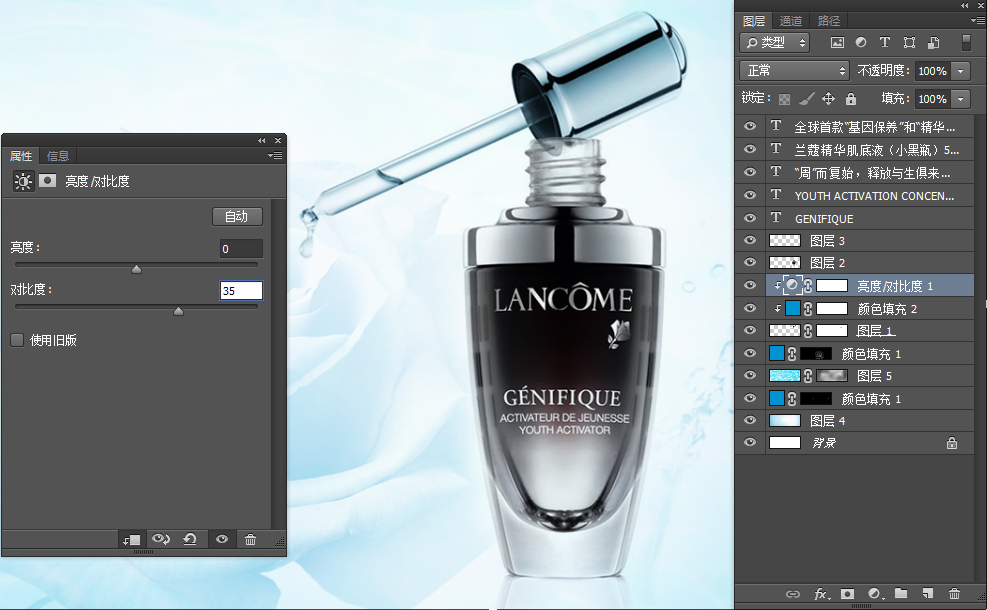 属性
信息
亮度/对比度
自动
亮度：
0
对比度：
35
使用旧版
LANCÔME
GÉNIFIQUE
ACTIVATEUR DE JEUNESSE
YOUTH ACTIVATOR
图层
通道
路径
类型
正常
不透明度：
100%
锁定：
填充：
100%
全球首款“基因保养”和“精华...
兰蔻精华肌底液（小黑瓶）5...
“周”而复始，释放与生俱来...
YOUTH ACTIVATION CONCEN...
GENIFIQUE
图层 3
图层 2
亮度/对比度 1
颜色填充 2
图层 1
颜色填充 1
图层 5
颜色填充 1
图层 4
背景
fx